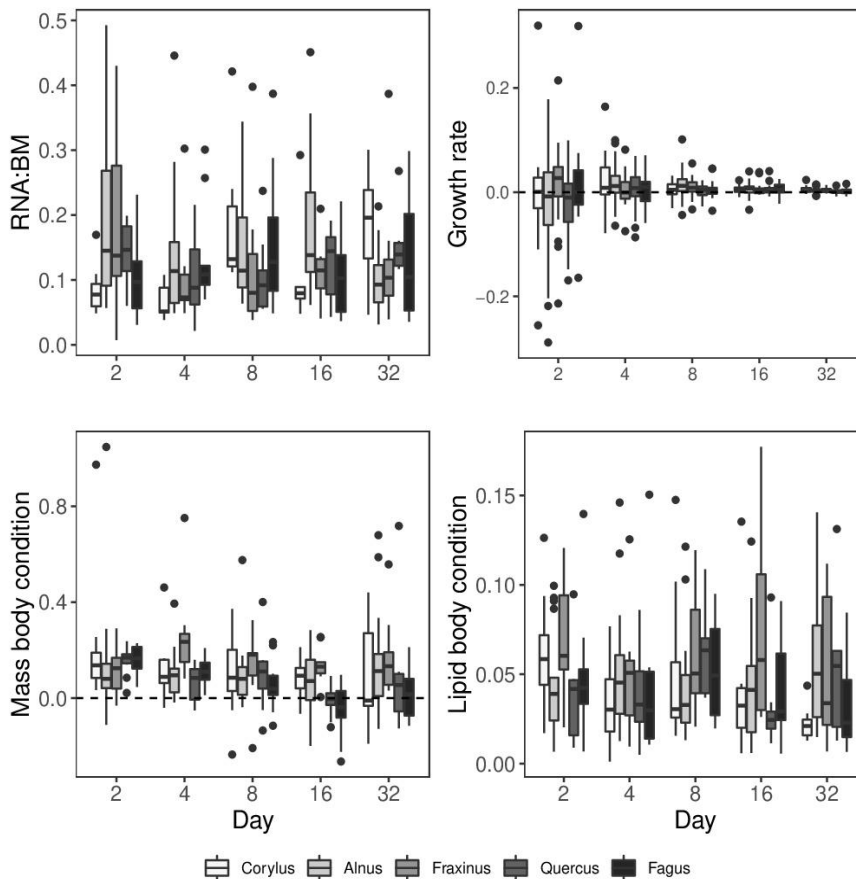 RNA:BM
0.5
0.4
0.3
0.2
0.1
0.0
2 4 8 16 32
Growth rate
0.2
0.0
−0.2
2 4 8 16 32
Mass body condition
0.8
0.4
0.0
2 4 8 16 32
Day
Lipid body condition
0.15
0.10
0.05
0.00
2 4 8 16 32
Day
Corylus Alnus Fraxinus Quercus Fagus